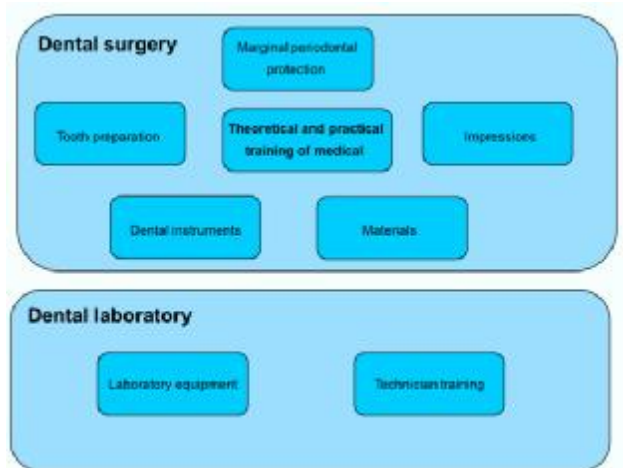 Dental surgery
Marginal periodontal
protection
Tooth preparation
Theoretical and practical
training of medical
Impressions
Dental instruments
Materials
Dental laboratory
Laboratory equipment
Technician training